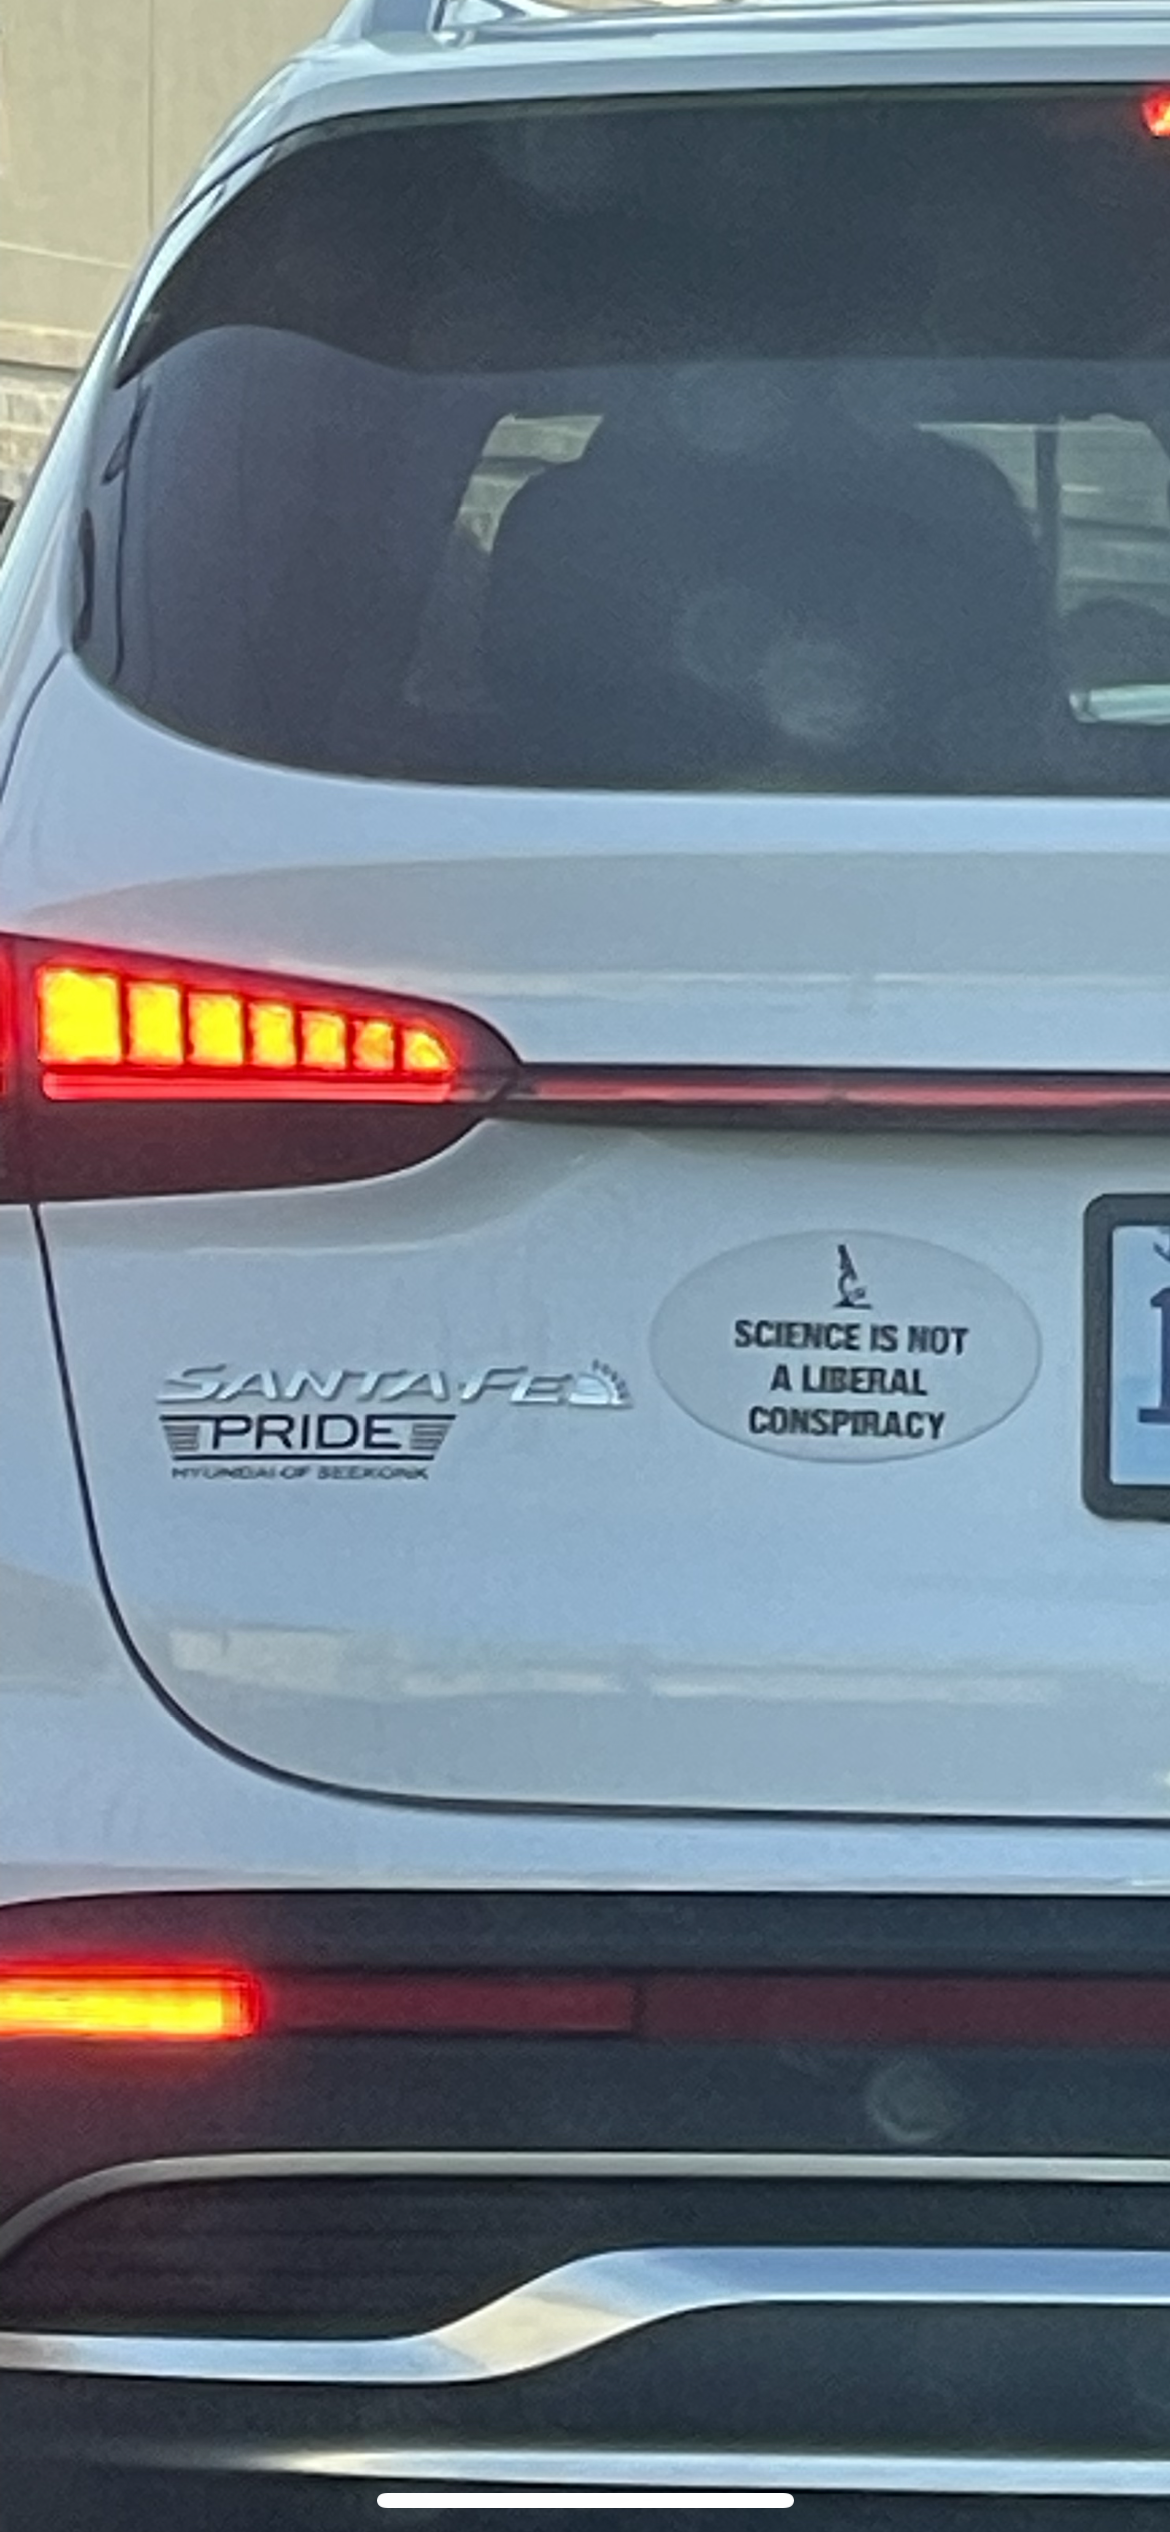 SCIENCE IS NOT
A LIBERAL
CONSPIRACY
SANTA FE
PRIDE
HYUNDAI OF SEEKONK